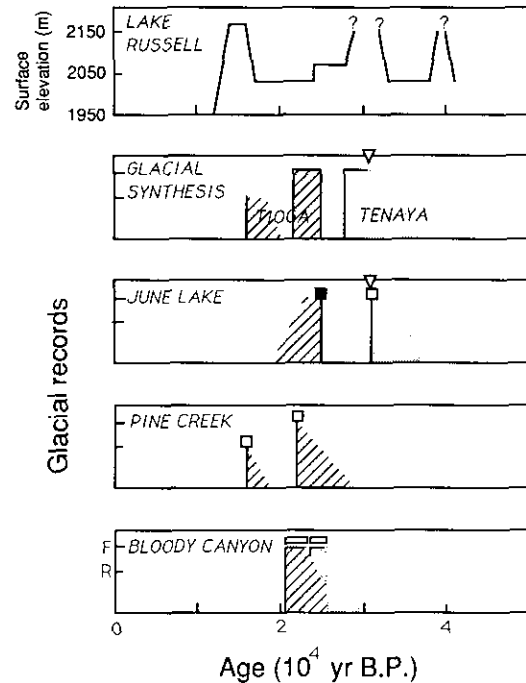 2150
2050
1950
Surface
elevation (m)
LAKE
RUSSELL
? ? ?
GLACIAL
SYNTHESIS
TIOGA
TENAYA
JUNE LAKE
PINE CREEK
BLOODY CANYON
F
R
Glacial records
0 2 4
Age (10⁴ yr B.P.)